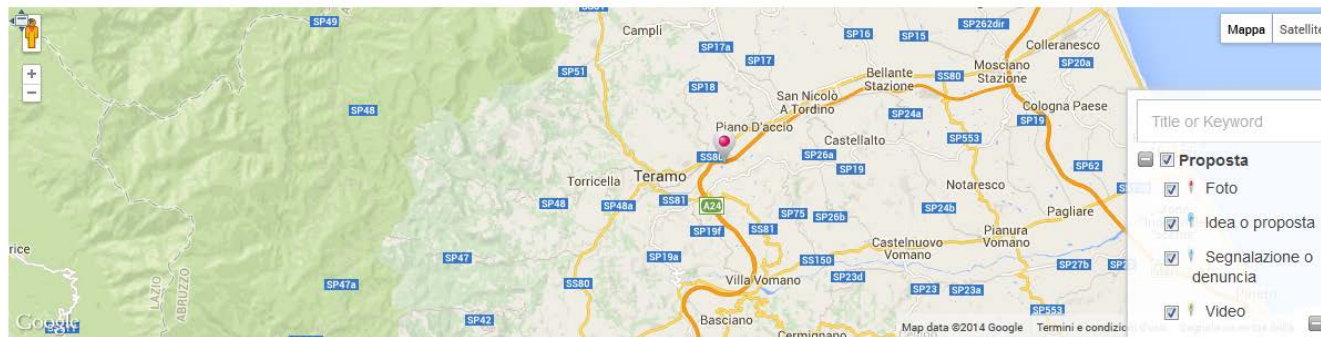 SS81
SP49
Campli
SP16
SP262dir
SP15
Mappa
Satellite
SP17a
Colleranesco
SP17
Mosciano
Stazione
SP20a
SP51
Bellante
Stazione
SS80
SP18
San Nicolò
A Tordino
Cologna Paese
SP48
SP24a
SP19
Piano D'accio
SP553
Castellalto
Title or Keyword
SS80
SP26a
SP19
SP62
Proposta
Teramo
Torricella
Notaresco
Foto
SP48
SP48a
SS81
A24
SP75
SP26b
SP24b
Pagliare
Idea o proposta
SP19f
SS81
Pianura
Vomano
Castelnuovo
Vomano
rice
SP47
SP19a
SS150
SP27b
Segnalazione o
denuncia
LAZIO
ABRUZZO
SP47a
SS80
Villa Vomano
SP23d
SP23
SP23a
SP553
Video
Google
SP42
Basciano
Cermignano
Map data ©2014 Google
Termini e condizioni d'uso
Pineto